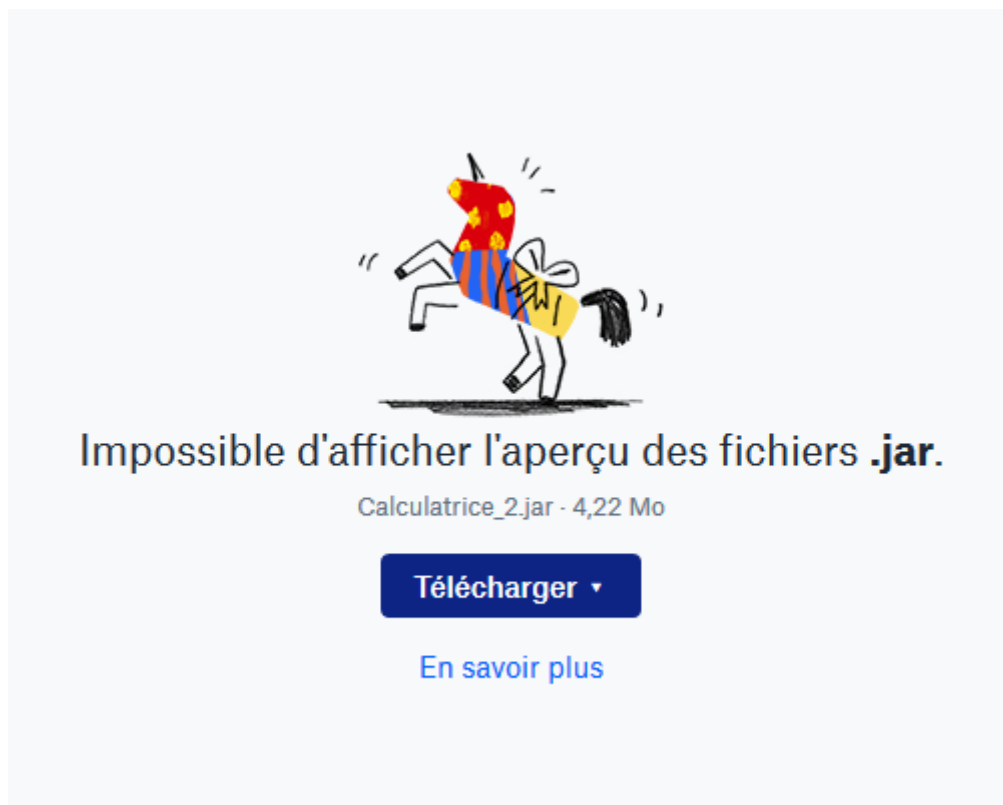 Impossible d'afficher l'aperçu des fichiers .jar.
Calculatrice_2.jar · 4,22 Mo
Télécharger
En savoir plus